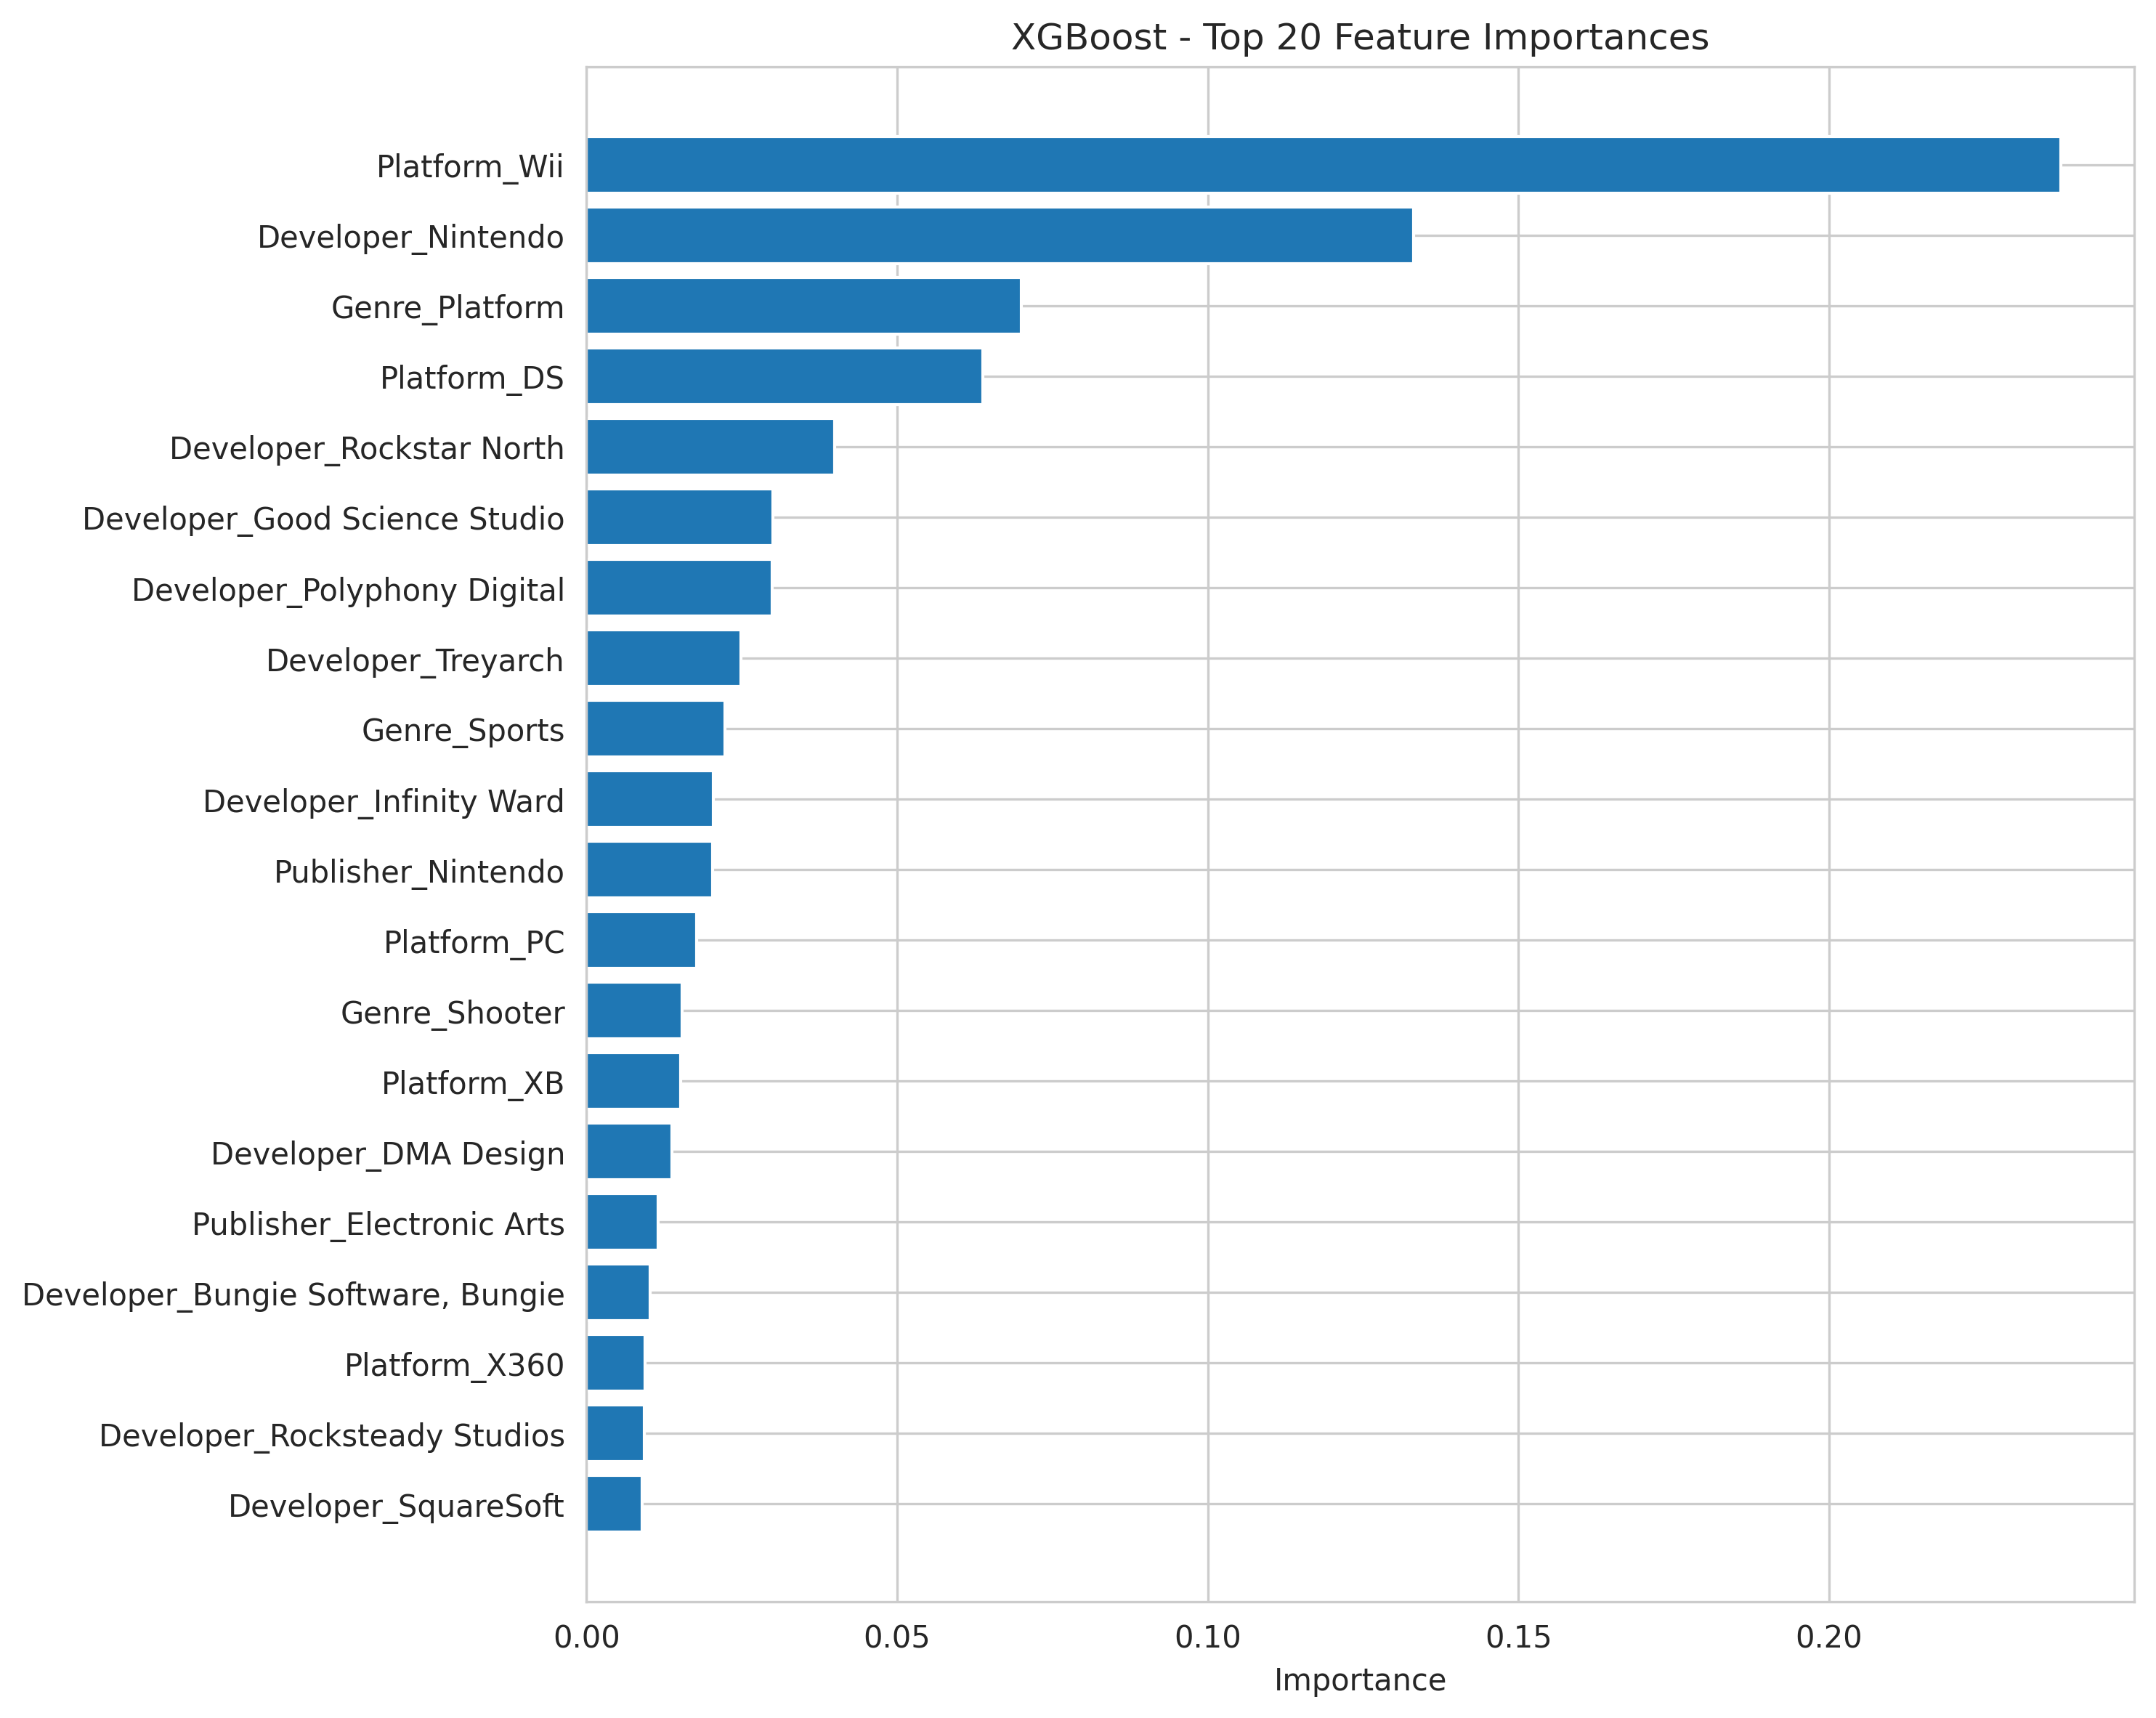 XGBoost - Top 20 Feature Importances
Platform_Wii
Developer_Nintendo
Genre_Platform
Platform_DS
Developer_Rockstar North
Developer_Good Science Studio
Developer_Polyphony Digital
Developer_Treyarch
Genre_Sports
Developer_Infinity Ward
Publisher_Nintendo
Platform_PC
Genre_Shooter
Platform_XB
Developer_DMA Design
Publisher_Electronic Arts
Developer_Bungie Software, Bungie
Platform_X360
Developer_Rocksteady Studios
Developer_SquareSoft
0.00 0.05 0.10 0.15 0.20
Importance